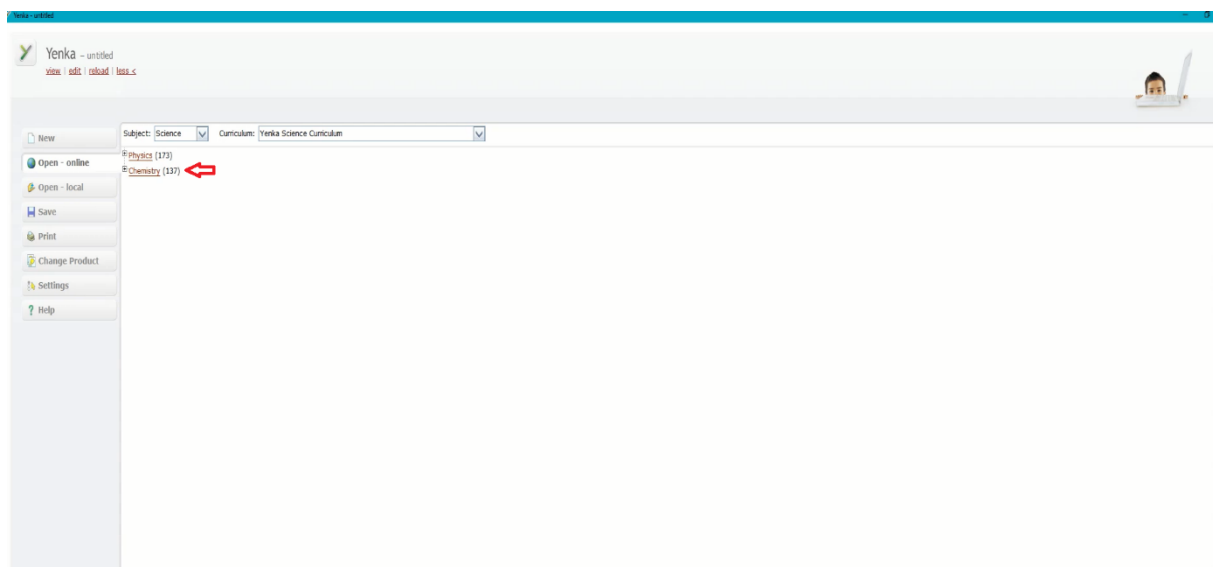 Yenka - untitled
Yenka - untitled
view | edit | reload | less <
New
Open - online
Open - local
Save
Print
Change Product
Settings
? Help
Subject: Science Curriculum: Yenka Science Curriculum
Physics (173)
Chemistry (137)